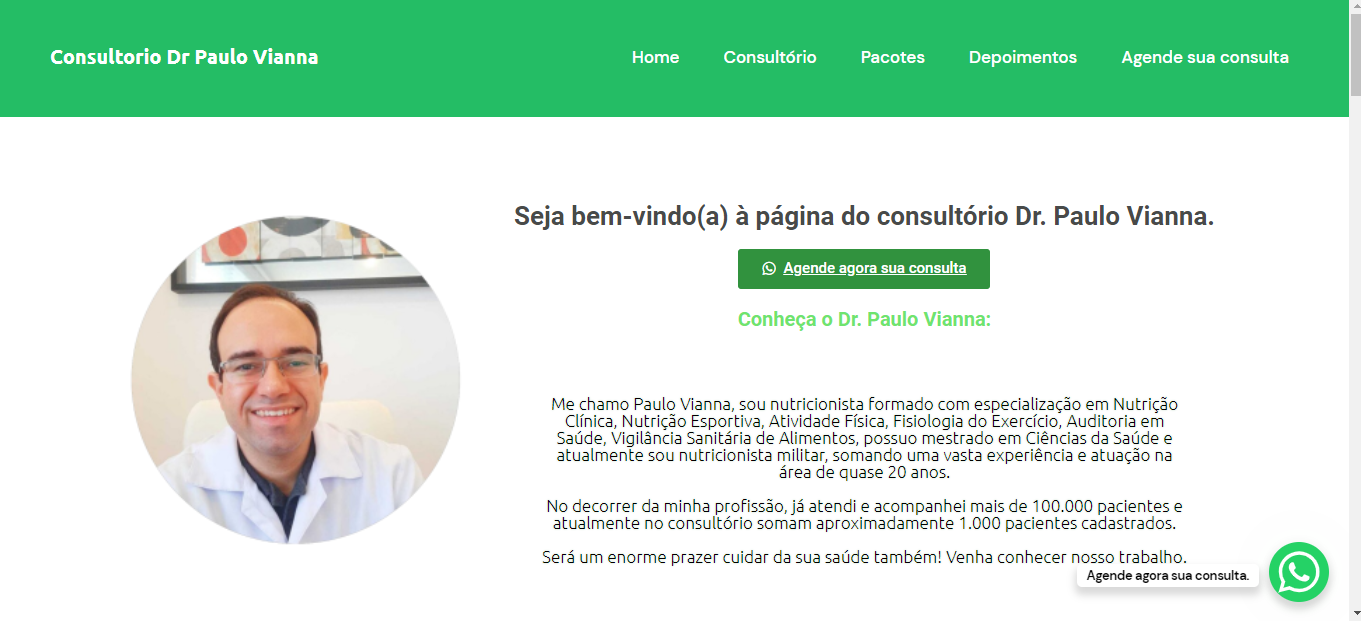 Consultorio Dr Paulo Vianna
Home Consultório Pacotes Depoimentos Agende sua consulta
Seja bem-vindo(a) à página do consultório Dr. Paulo Vianna.
Agende agora sua consulta
Conheça o Dr. Paulo Vianna:
Me chamo Paulo Vianna, sou nutricionista formado com especialização em Nutrição
Clínica, Nutrição Esportiva, Atividade Física, Fisiologia do Exercício, Auditoria em
Saúde, Vigilância Sanitária de Alimentos, possuo mestrado em Ciências da Saúde e
atualmente sou nutricionista militar, somando uma vasta experiência e atuação na
área de quase 20 anos.
No decorrer da minha profissão, já atendi e acompanhei mais de 100.000 pacientes e
atualmente no consultório somam aproximadamente 1.000 pacientes cadastrados.
Será um enorme prazer cuidar da sua saúde também! Venha conhecer nosso trabalho.
Agende agora sua consulta.